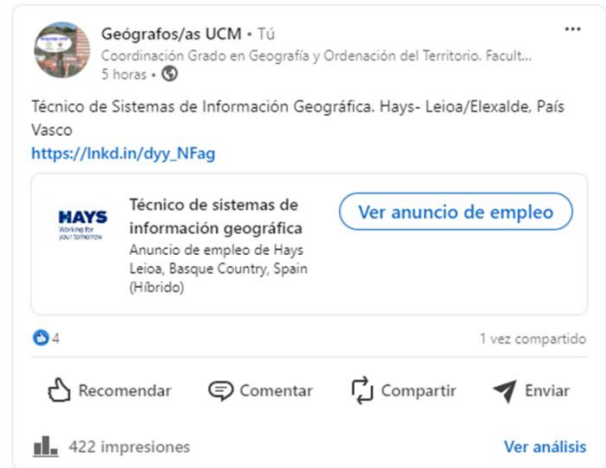 Geógrafos/as UCM • Tú
Coordinación Grado en Geografía y Ordenación del Territorio. Facult...
5 horas •
Técnico de Sistemas de Información Geográfica. Hays- Leioa/Elexalde, País
Vasco
https://lnkd.in/dyy_NFag
HAYS
Working for
your tomorrow
Técnico de sistemas de
información geográfica
Anuncio de empleo de Hays
Leioa, Basque Country, Spain
(Híbrido)
Ver anuncio de empleo
4
1 vez compartido
Recomendar
Comentar
Compartir
Enviar
422 impresiones
Ver análisis